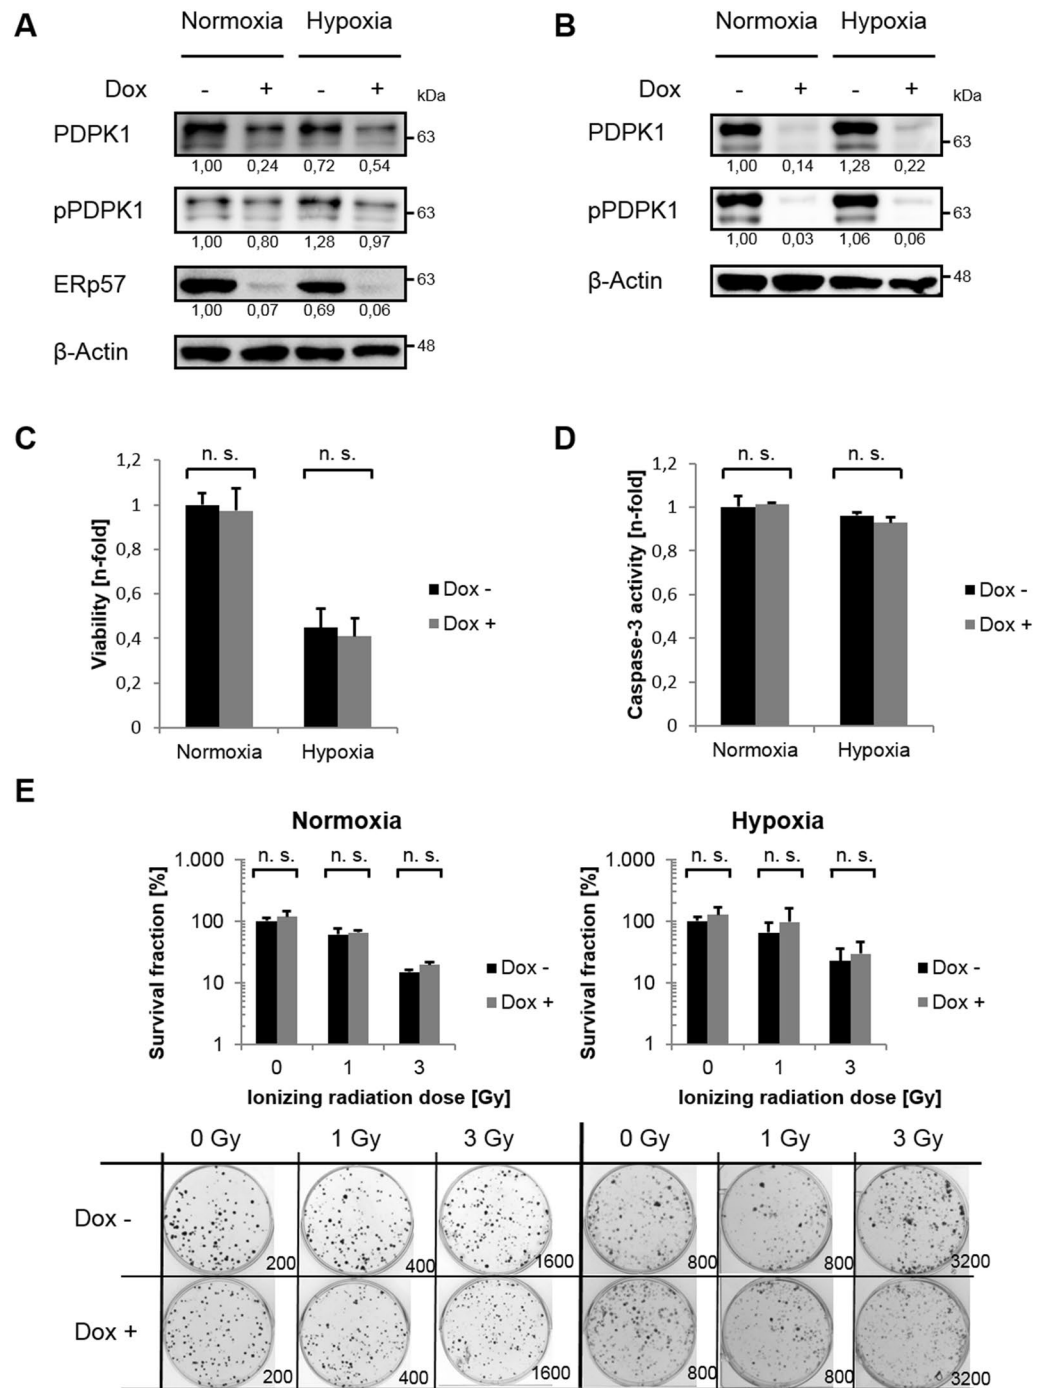 A
Normoxia Hypoxia
Dox - + - + kDa
PDPK1 63
1,00 0,24 0,72 0,54
pPDPK1 63
1,00 0,80 1,28 0,97
ERp57 63
1,00 0,07 0,69 0,06
β-Actin 48
B
Normoxia Hypoxia
Dox - + - + kDa
PDPK1 63
1,00 0,14 1,28 0,22
pPDPK1 63
1,00 0,03 1,06 0,06
β-Actin 48
C
Viability [n-fold]
1,2
1
0,8
0,6
0,4
0,2
0
n. s. n. s.
Normoxia Hypoxia
Dox -
Dox +
D
Caspase-3 activity [n-fold]
1,2
1
0,8
0,6
0,4
0,2
0
n. s. n. s.
Normoxia Hypoxia
Dox -
Dox +
E
Normoxia
Survival fraction [%]
1.000
100
10
1
n. s. n. s. n. s.
0 1 3
Ionizing radiation dose [Gy]
Dox -
Dox +
Hypoxia
Survival fraction [%]
1.000
100
10
1
n. s. n. s. n. s.
0 1 3
Ionizing radiation dose [Gy]
Dox -
Dox +
0 Gy 1 Gy 3 Gy 0 Gy 1 Gy 3 Gy
Dox - 200 400 1600 800 800 3200
Dox + 200 400 1600 800 800 3200